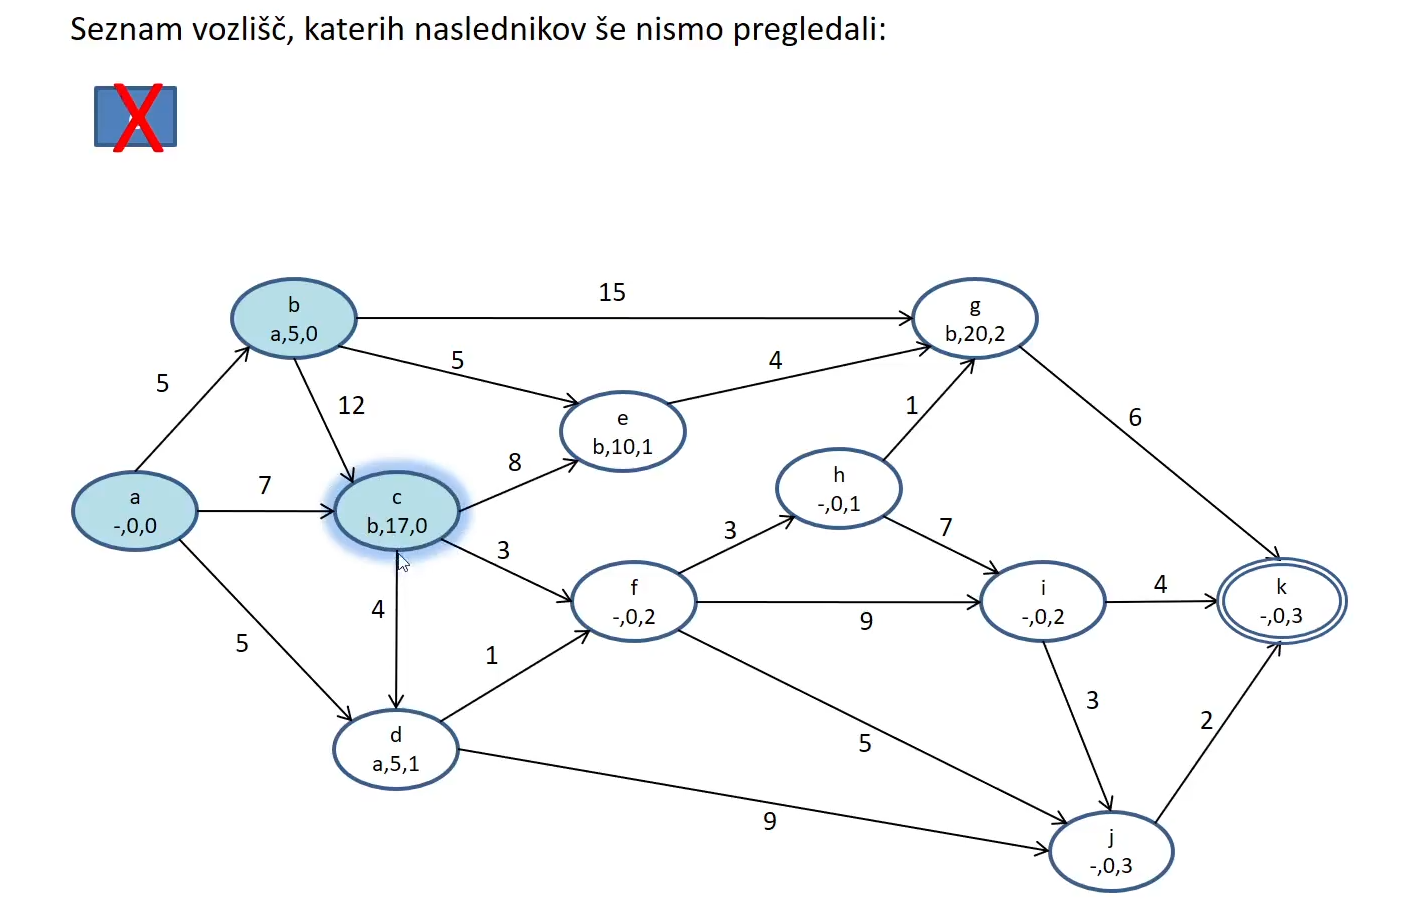 Seznam vozlišč, katerih naslednikov še nismo pregledali:
X
b
a,5,0
15
g
b,20,2
5
5
4
12
e
b,10,1
1
6
8
h
-,0,1
7
a
-,0,0
c
b,17,0
3
3
7
f
-,0,2
9
i
-,0,2
4
k
-,0,3
4
5
1
3
2
5
d
a,5,1
9
j
-,0,3